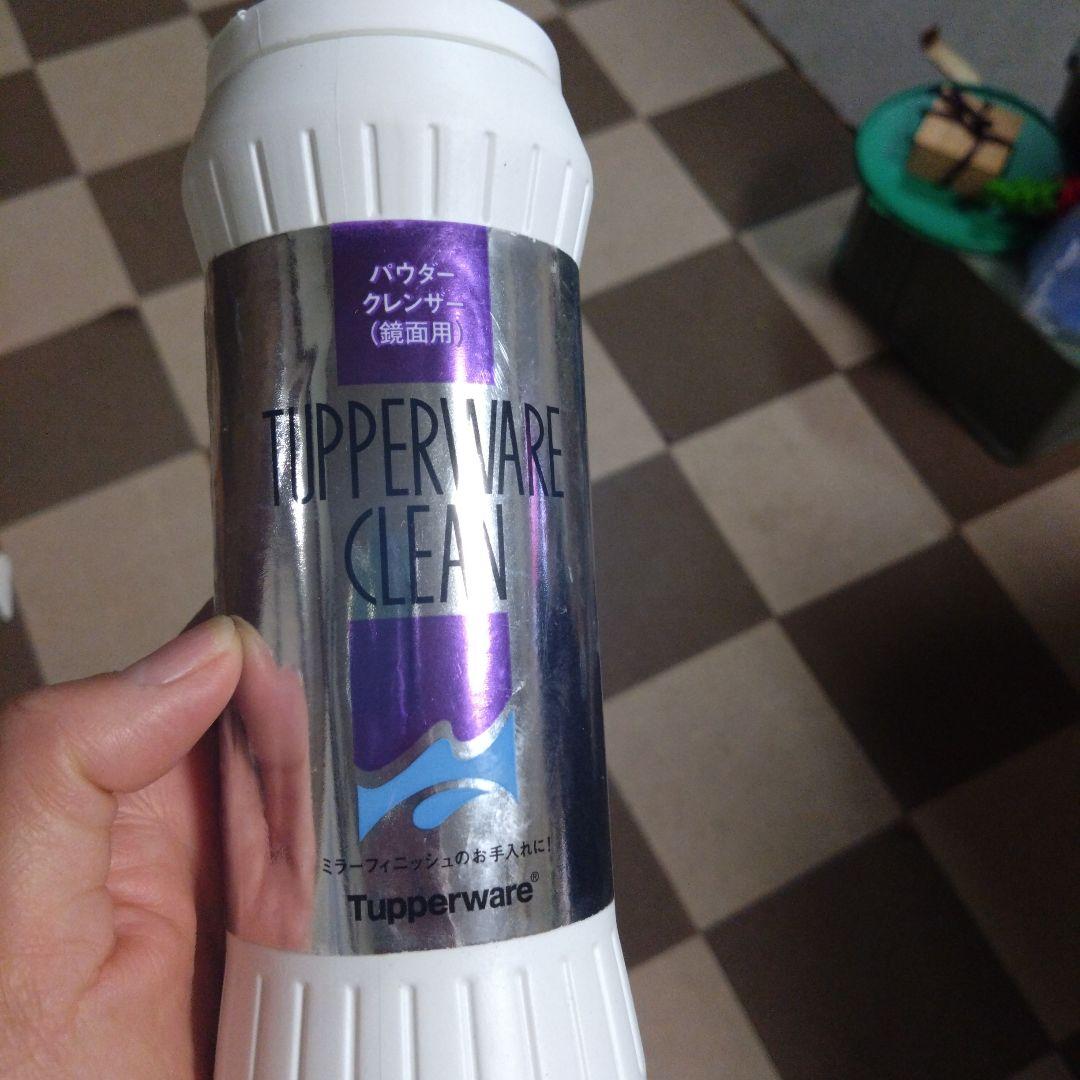 パウダー
クレンザー
(鏡面用)
TUPPERWARE
CLEAN
ミラーフィニッシュのお手入れに!
Tupperware®